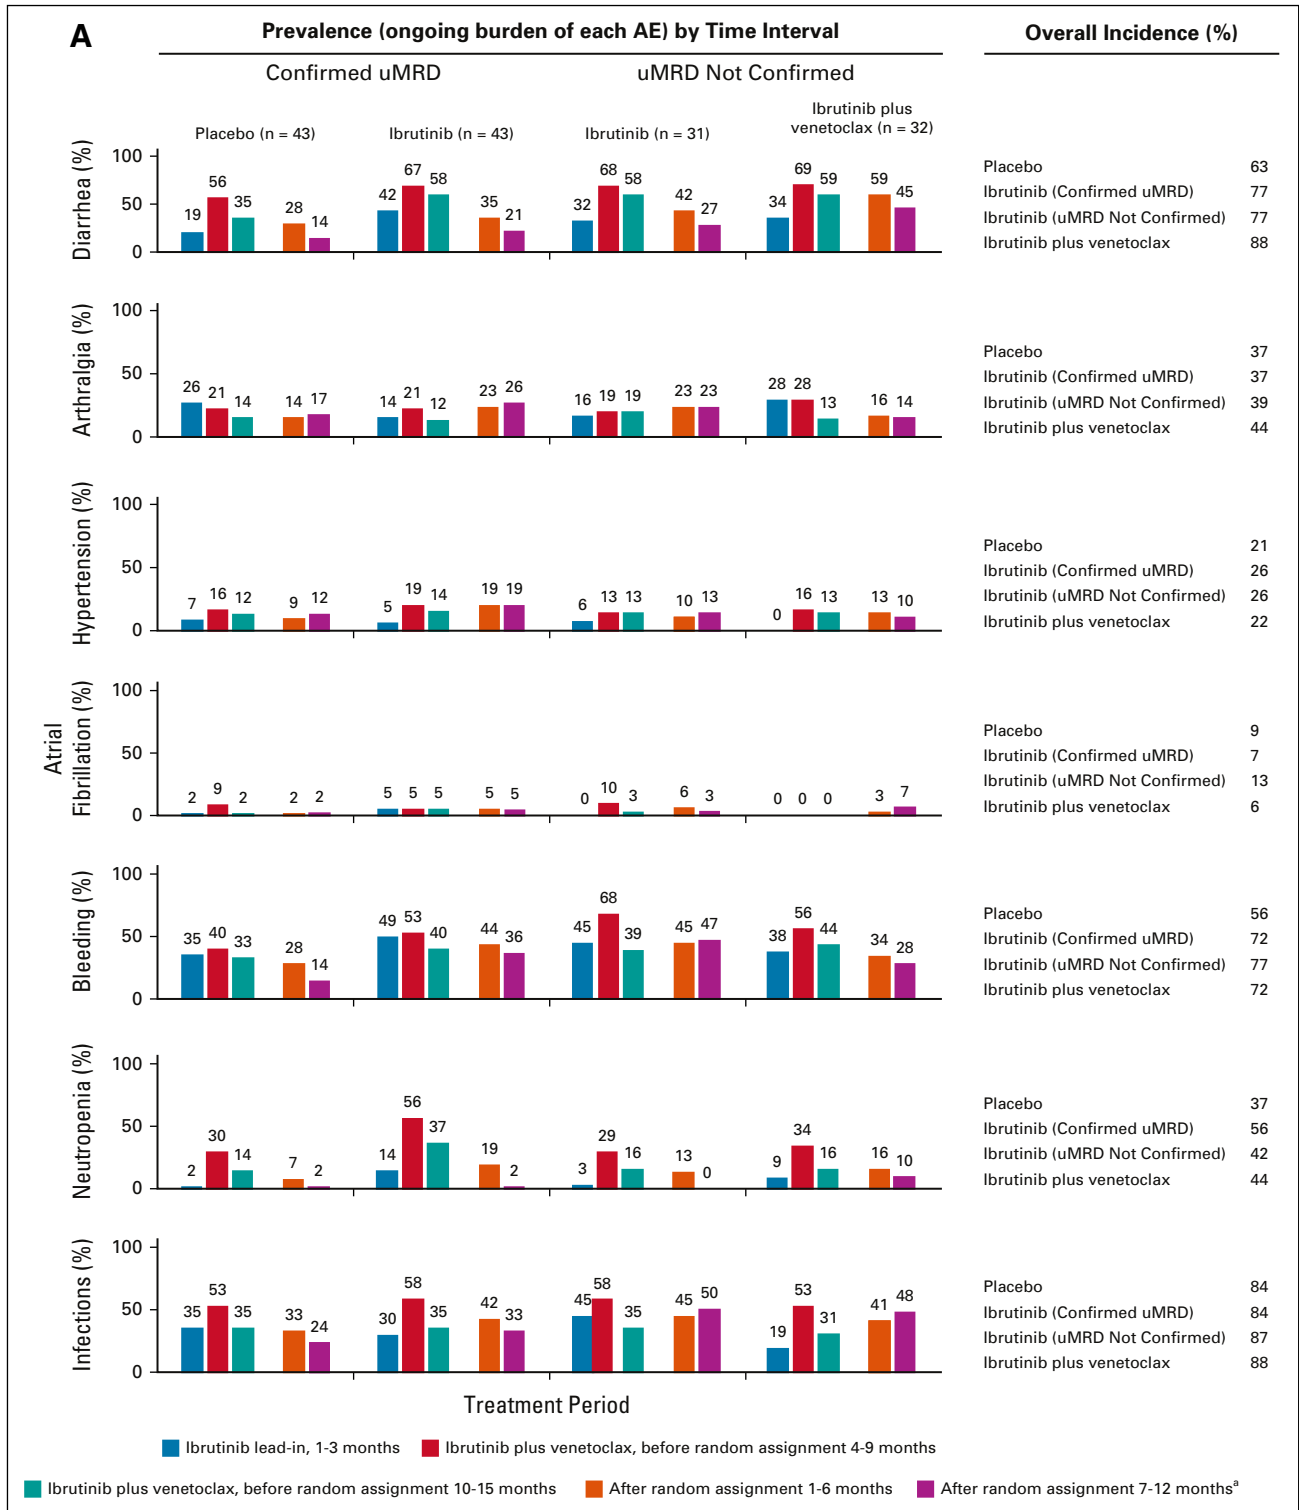 A
Prevalence (ongoing burden of each AE) by Time Interval
Overall Incidence (%)
Confirmed uMRD
uMRD Not Confirmed
Placebo (n = 43)
Ibrutinib (n = 43)
Ibrutinib (n = 31)
Ibrutinib plus
venetoclax (n = 32)
Diarrhea (%)
100
50
0
19 56 35 28 14
42 67 58 35 21
32 68 58 42 27
34 69 59 59 45
Placebo 63
Ibrutinib (Confirmed uMRD) 77
Ibrutinib (uMRD Not Confirmed) 77
Ibrutinib plus venetoclax 88
Arthralgia (%)
100
50
0
26 21 14 14 17
14 21 12 23 26
16 19 19 23 23
28 28 13 16 14
Placebo 37
Ibrutinib (Confirmed uMRD) 37
Ibrutinib (uMRD Not Confirmed) 39
Ibrutinib plus venetoclax 44
Hypertension (%)
100
50
0
7 16 12 9 12
5 19 14 19 19
6 13 13 10 13
0 16 13 13 10
Placebo 21
Ibrutinib (Confirmed uMRD) 26
Ibrutinib (uMRD Not Confirmed) 26
Ibrutinib plus venetoclax 22
Atrial
Fibrillation (%)
100
50
0
2 9 2 2 2
5 5 5 5 5
0 10 3 6 3
0 0 0 3 7
Placebo 9
Ibrutinib (Confirmed uMRD) 7
Ibrutinib (uMRD Not Confirmed) 13
Ibrutinib plus venetoclax 6
Bleeding (%)
100
50
0
35 40 33 28 14
49 53 40 44 36
45 68 39 45 47
38 56 44 34 28
Placebo 56
Ibrutinib (Confirmed uMRD) 72
Ibrutinib (uMRD Not Confirmed) 77
Ibrutinib plus venetoclax 72
Neutropenia (%)
100
50
0
2 30 14 7 2
14 56 37 19 2
3 29 16 13 0
9 34 16 16 10
Placebo 37
Ibrutinib (Confirmed uMRD) 56
Ibrutinib (uMRD Not Confirmed) 42
Ibrutinib plus venetoclax 44
Infections (%)
100
50
0
35 53 35 33 24
30 58 35 42 33
45 58 35 45 50
19 53 31 41 48
Placebo 84
Ibrutinib (Confirmed uMRD) 84
Ibrutinib (uMRD Not Confirmed) 87
Ibrutinib plus venetoclax 88
Treatment Period
Ibrutinib lead-in, 1-3 months
Ibrutinib plus venetoclax, before random assignment 4-9 months
Ibrutinib plus venetoclax, before random assignment 10-15 months
After random assignment 1-6 months
After random assignment 7-12 monthsᵃ